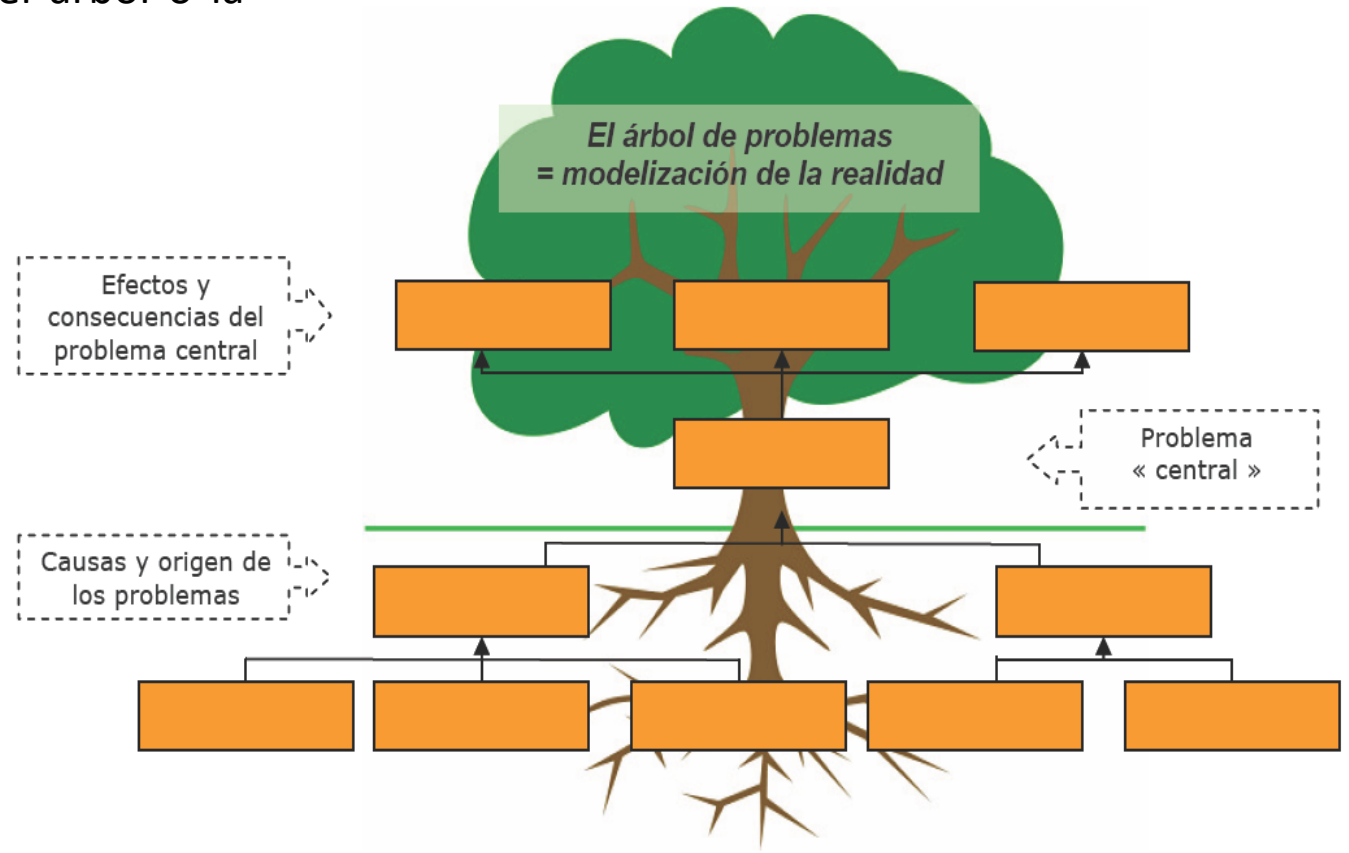 El árbol de problemas
= modelización de la realidad
Efectos y
consecuencias del
problema central
Problema
« central »
Causas y origen de
los problemas